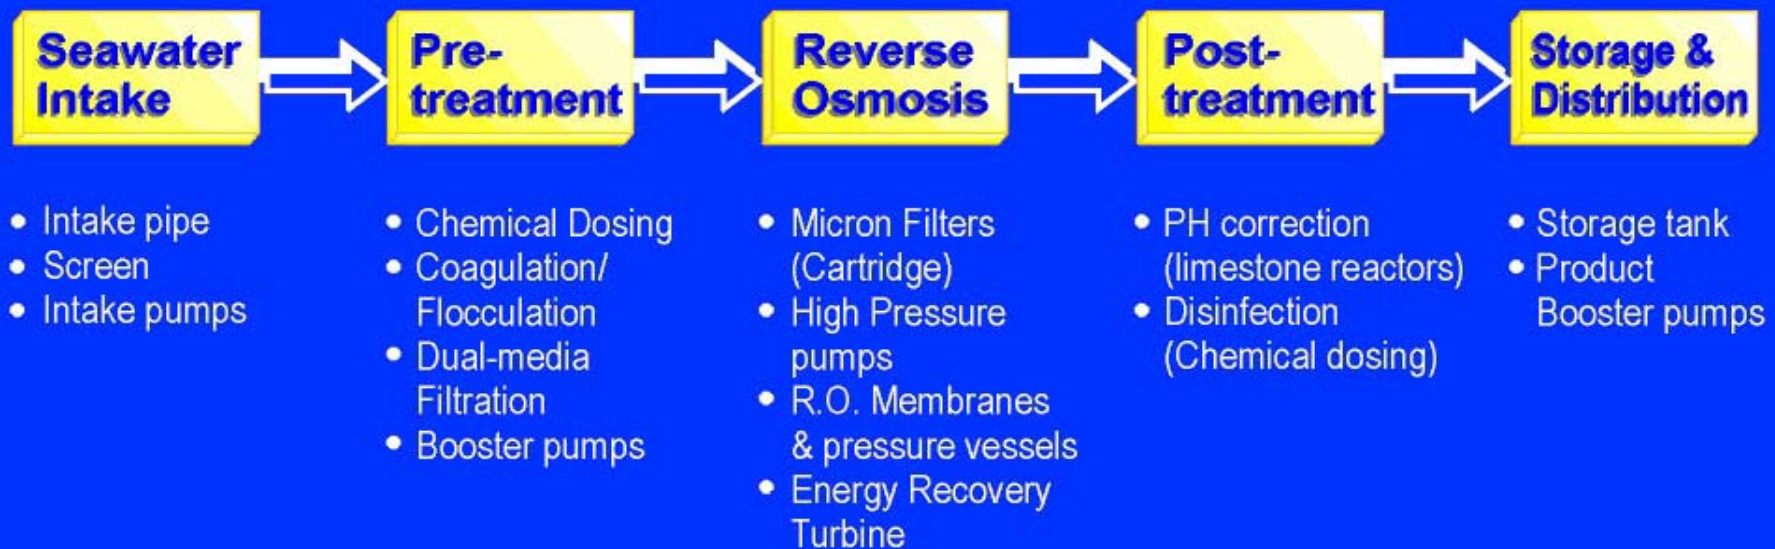 Seawater
Intake
Pre-
treatment
Reverse
Osmosis
Post-
treatment
Storage &
Distribution
• Intake pipe
• Screen
• Intake pumps
• Chemical Dosing
• Coagulation/
Flocculation
• Dual-media
Filtration
• Booster pumps
• Micron Filters
(Cartridge)
• High Pressure
pumps
• R.O. Membranes
& pressure vessels
• Energy Recovery
Turbine
• PH correction
(limestone reactors)
• Disinfection
(Chemical dosing)
• Storage tank
• Product
Booster pumps